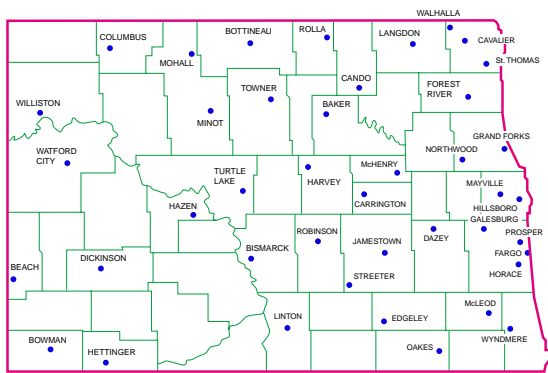 WALHALLA
COLUMBUS
BOTTINEAU
ROLLA
LANGDON
CAVALIER
MOHALL
St. THOMAS
CANDO
TOWNER
FOREST
RIVER
WILLISTON
BAKER
MINOT
GRAND FORKS
WATFORD
CITY
NORTHWOOD
McHENRY
TURTLE
LAKE
HARVEY
MAYVILLE
CARRINGTON
HAZEN
HILLSBORO
GALESBURG
ROBINSON
DAZEY
PROSPER
BISMARCK
JAMESTOWN
FARGO
DICKINSON
BEACH
HORACE
STREETER
McLEOD
LINTON
EDGELEY
WYNDMERE
BOWMAN
HETTINGER
OAKES